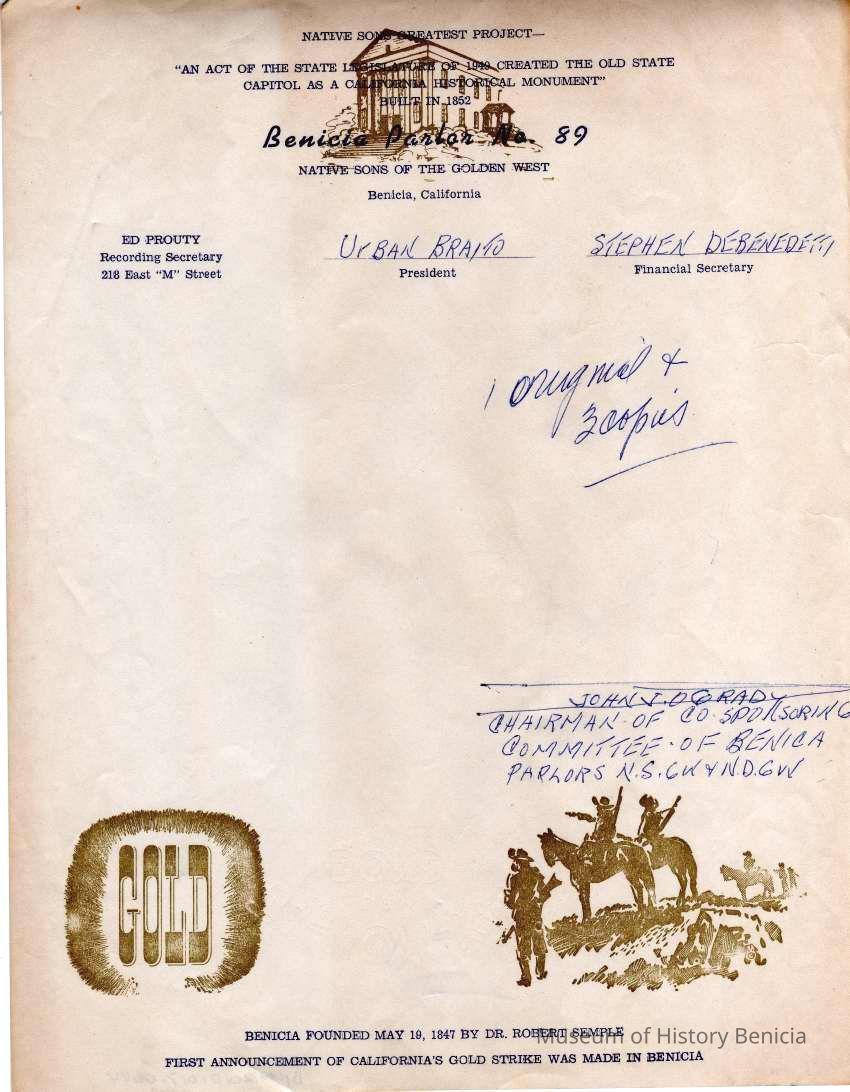 NATIVE SONS GREATEST PROJECT—
“AN ACT OF THE STATE LEGISLATURE OF 1949 CREATED THE OLD STATE
CAPITOL AS A CALIFORNIA HISTORICAL MONUMENT”
BUILT IN 1852
Benicia Parlor No. 89
NATIVE SONS OF THE GOLDEN WEST
Benicia, California
ED PROUTY
Recording Secretary
218 East “M” Street
URBAN BRAITO
President
STEPHEN DEBENEDETTI
Financial Secretary
1 original +
3 copies
JOHN J. O GRADY
CHAIRMAN OF CO-SPONSORING
COMMITTEE OF BENICA
PARLORS N.S.GW & N.D.GW
GOLD
BENICIA FOUNDED MAY 19, 1847 BY DR. ROBERT SEMPLE
Museum of History Benicia
FIRST ANNOUNCEMENT OF CALIFORNIA'S GOLD STRIKE WAS MADE IN BENICIA